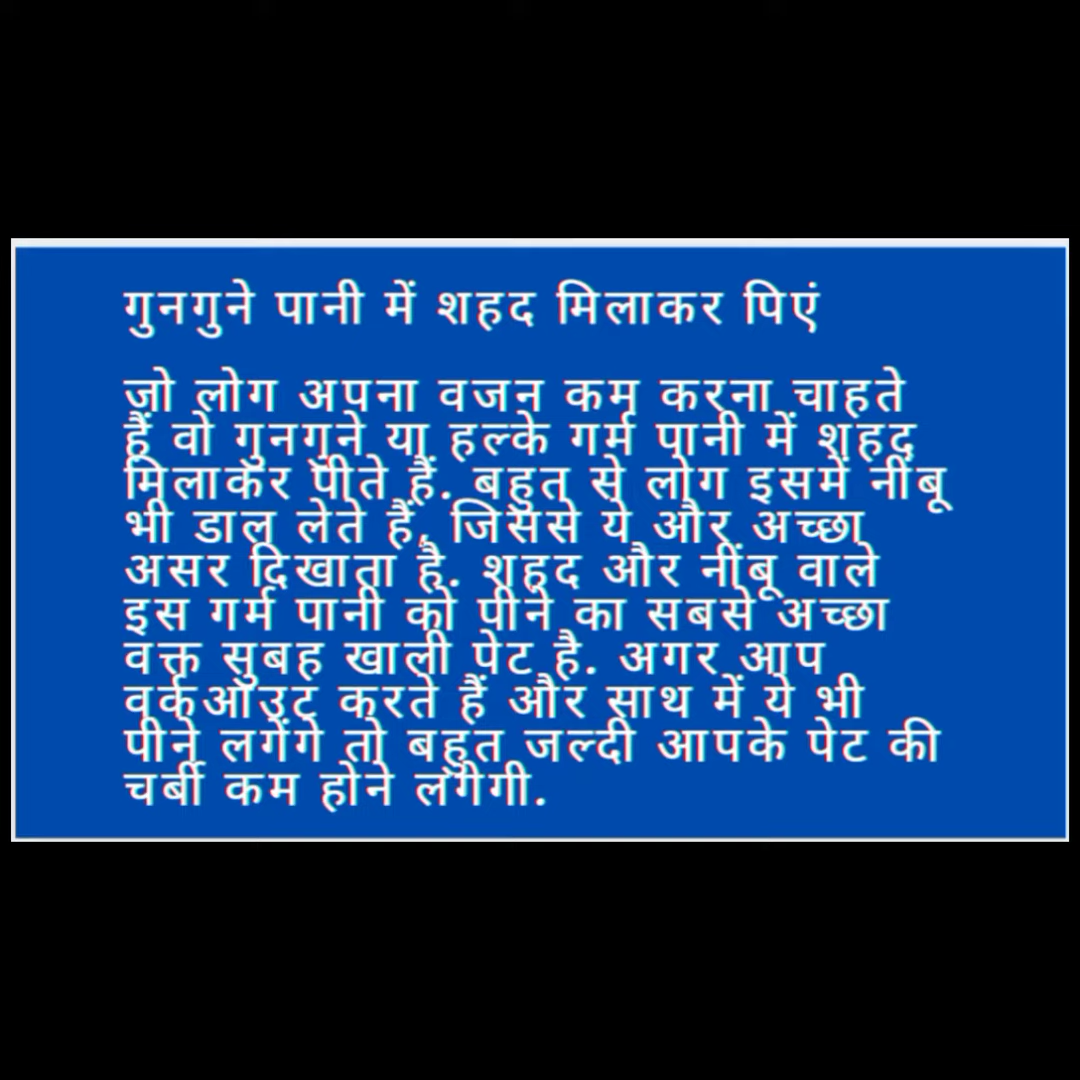 गुनगुने पानी में शहद मिलाकर पिएं
जो लोग अपना वजन कम करना चाहते
हैं वो गुनगुने या हल्के गर्म पानी में शहद
मिलाकर पीते हैं. बहुत से लोग इसमें नींबू
भी डाल लेते हैं, जिससे ये और अच्छा
असर दिखाता है. शहद और नींबू वाले
इस गर्म पानी को पीने का सबसे अच्छा
वक्त सुबह खाली पेट है. अगर आप
वर्कआउट करते हैं और साथ में ये भी
पीने लगेंगे तो बहुत जल्दी आपके पेट की
चर्बी कम होने लगेगी.